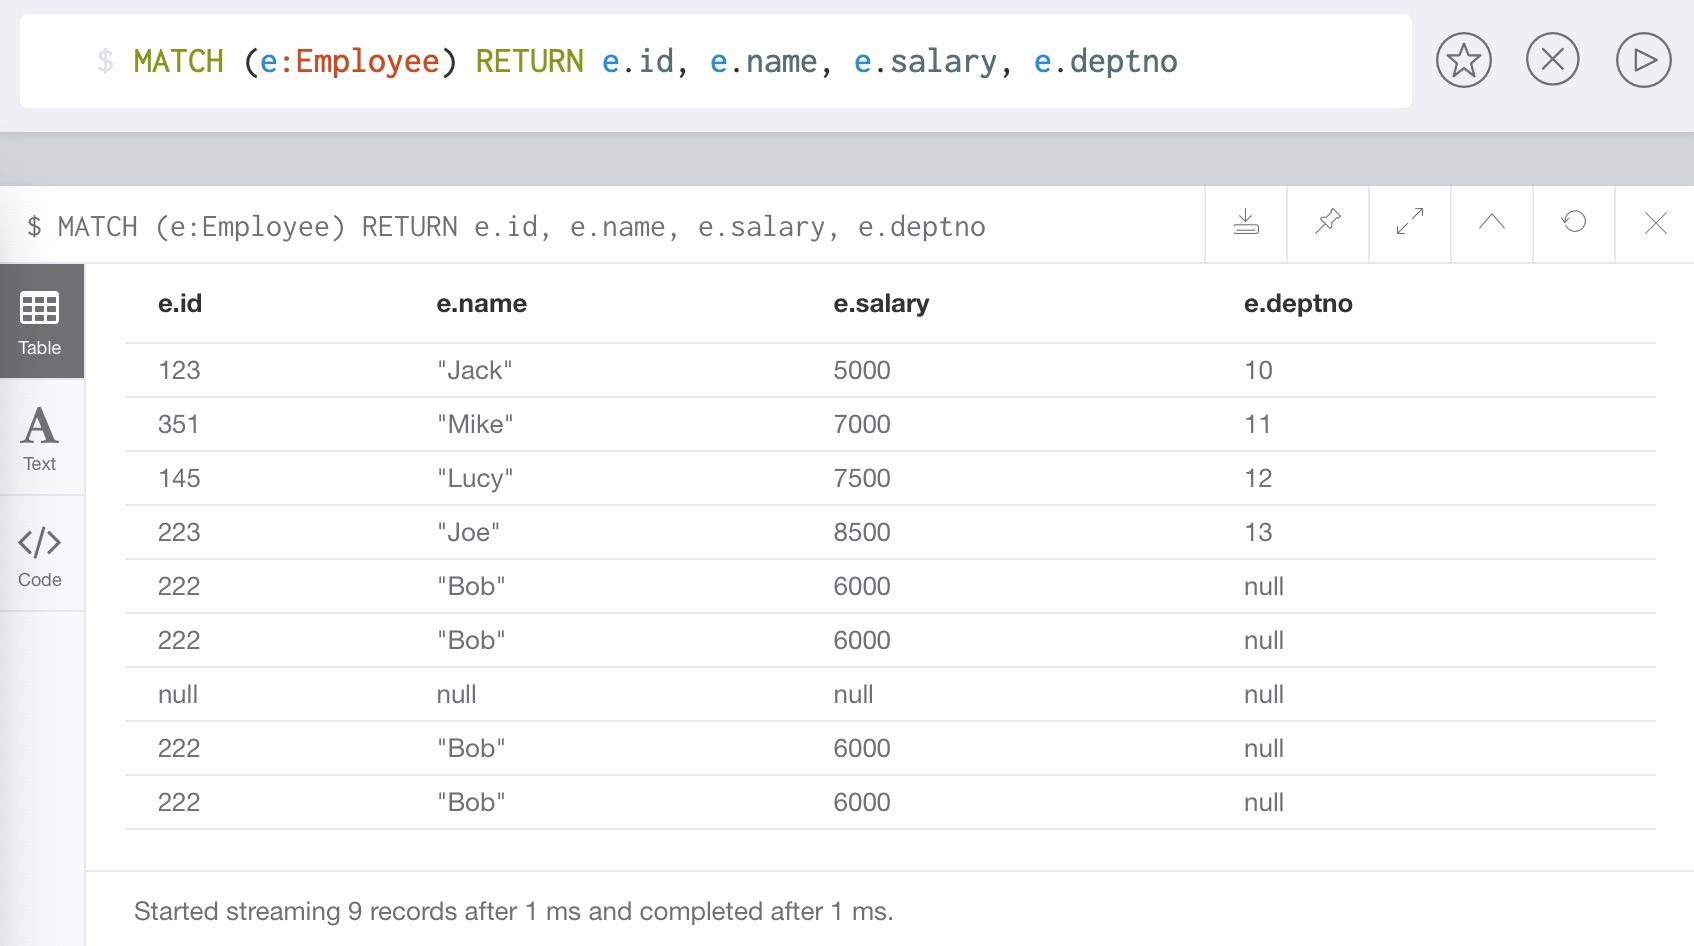 $ MATCH (e:Employee) RETURN e.id, e.name, e.salary, e.deptno
$ MATCH (e:Employee) RETURN e.id, e.name, e.salary, e.deptno
Table
Text
Code
e.id e.name e.salary e.deptno
123 "Jack" 5000 10
351 "Mike" 7000 11
145 "Lucy" 7500 12
223 "Joe" 8500 13
222 "Bob" 6000 null
222 "Bob" 6000 null
null null null null
222 "Bob" 6000 null
222 "Bob" 6000 null
Started streaming 9 records after 1 ms and completed after 1 ms.